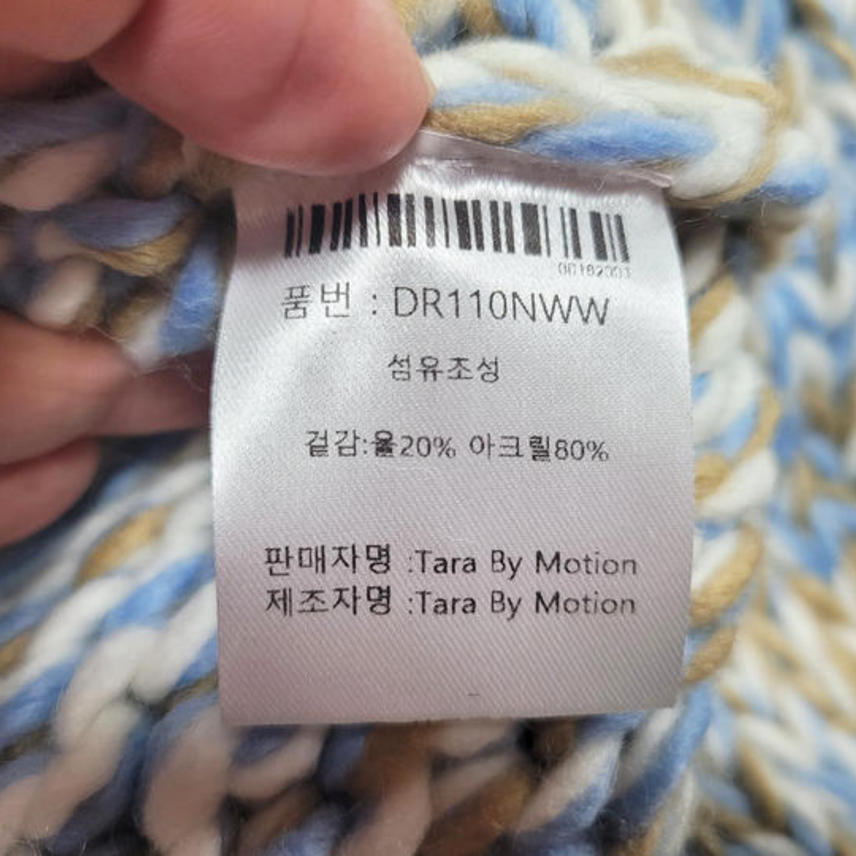 품번 : DR110NWW
섬유조성
겉감:울20% 아크릴80%
판매자명 :Tara By Motion
제조자명 :Tara By Motion